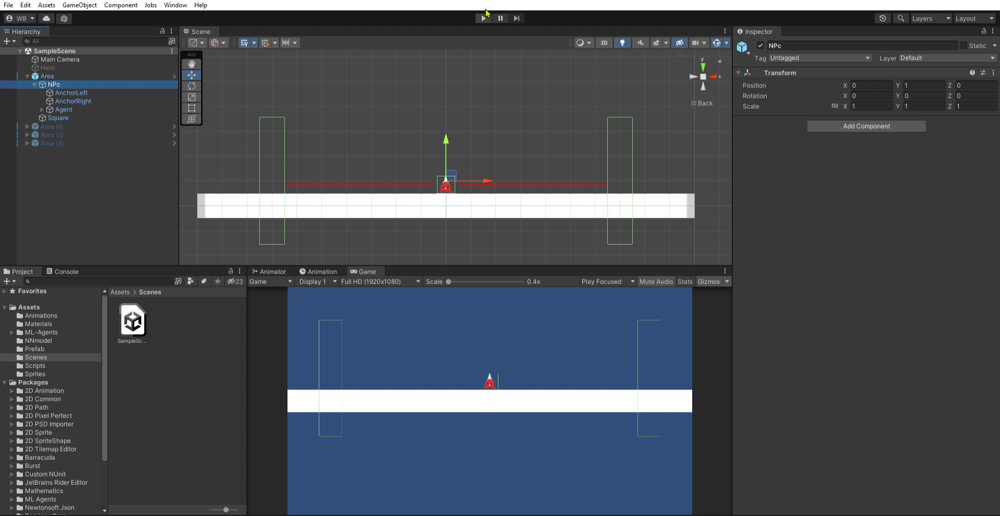 File Edit Assets GameObject Component Jobs Window Help
WB Layers Layout
Hierarchy
All
SampleScene
Main Camera
Hero
Area
NPc
AnchorLeft
AnchorRight
Agent
Square
Area (1)
Area (2)
Area (3)
Scene
2D
y
x
Back
Inspector
NPc Static
Tag Untagged Layer Default
Transform
Position X 0 Y 1 Z 0
Rotation X 0 Y 0 Z 0
Scale X 1 Y 1 Z 1
Add Component
Project Console
23
Favorites
Assets
Animations
Materials
ML-Agents
NNmodel
Prefab
Scenes
Scripts
Sprites
Packages
2D Animation
2D Common
2D Path
2D Pixel Perfect
2D PSD Importer
2D Sprite
2D SpriteShape
2D Tilemap Editor
Barracuda
Burst
Custom NUnit
JetBrains Rider Editor
Mathematics
ML Agents
Newtonsoft Json
Assets > Scenes
SampleSc...
Animator Animation Game
Game Display 1 Full HD (1920x1080) Scale 0.4x Play Focused Mute Audio Stats Gizmos